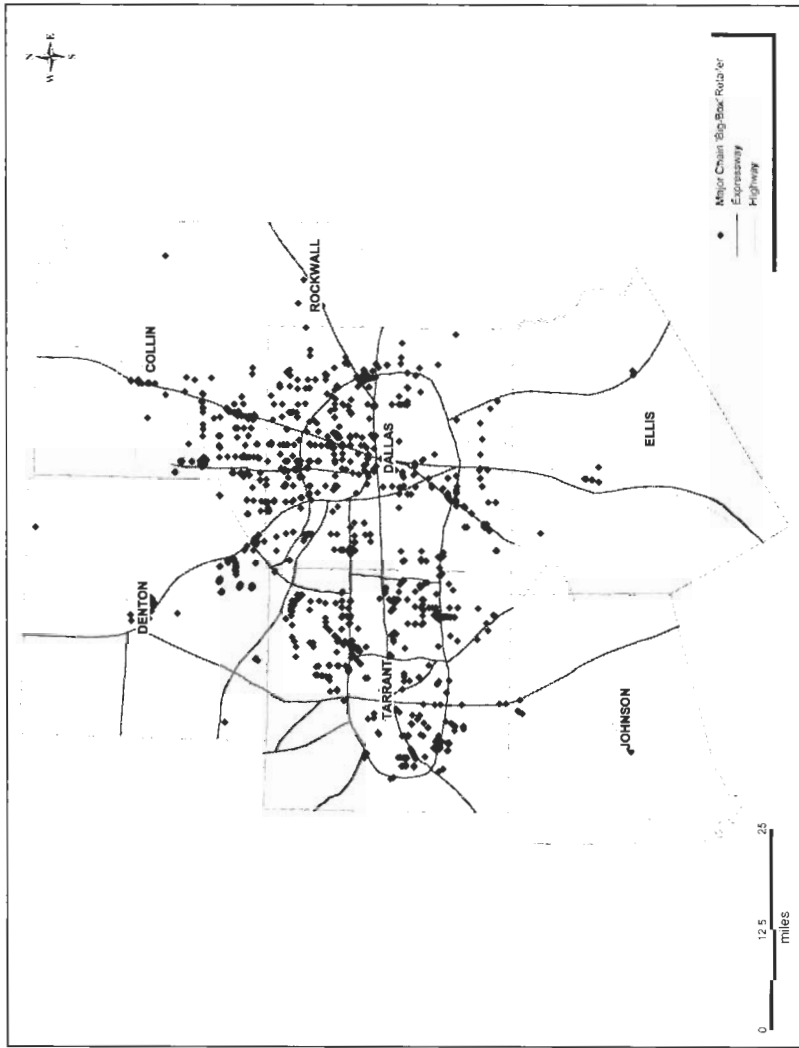 N
W E
S
COLLIN
DENTON
ROCKWALL
DALLAS
TARRANT
ELLIS
JOHNSON
Major Chain 'Big-Box' Retailer
Expressway
Highway
0 12.5 25
miles